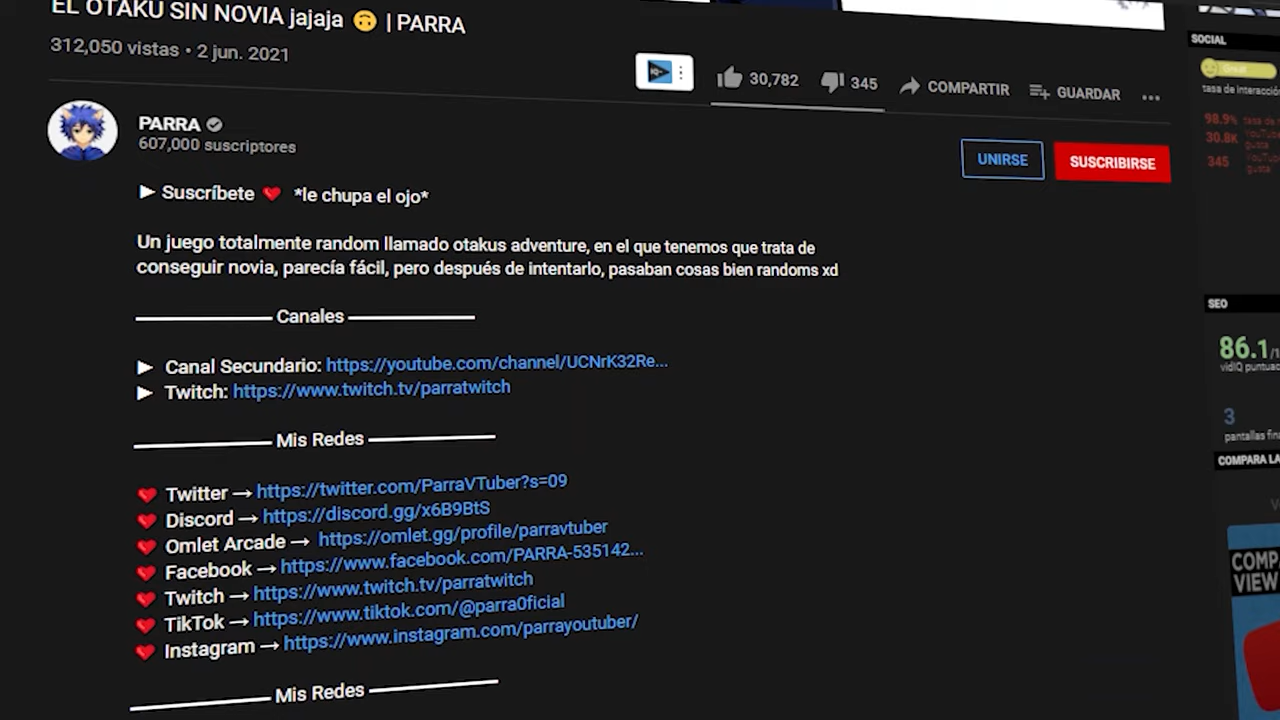 EL OTAKU SIN NOVIA jajaja 🙃 | PARRA
312,050 vistas • 2 jun. 2021
30,782
345
COMPARTIR
GUARDAR
PARRA
607,000 suscriptores
UNIRSE
SUSCRIBIRSE
► Suscríbete ❤ *le chupa el ojo*
Un juego totalmente random llamado otakus adventure, en el que tenemos que trata de
conseguir novia, parecía fácil, pero después de intentarlo, pasaban cosas bien randoms xd
Canales
► Canal Secundario: https://youtube.com/channel/UCNrK32Re...
► Twitch: https://www.twitch.tv/parratwitch
Mis Redes
❤ Twitter → https://twitter.com/ParraVTuber?s=09
❤ Discord → https://discord.gg/x6B9BtS
❤ Omlet Arcade → https://omlet.gg/profile/parravtuber
❤ Facebook → https://www.facebook.com/PARRA-535142...
❤ Twitch → https://www.twitch.tv/parratwitch
❤ TikTok → https://www.tiktok.com/@parra0ficial
❤ Instagram → https://www.instagram.com/parrayoutuber/
Mis Redes
SOCIAL
tasa de interacció
98.9% tasa de
30.8K YouTu
gusta
345 YouTu
gusta
SEO
86.1
vidIQ puntuac
3
pantallas fin
COMPARA LA
COMP
VIEW